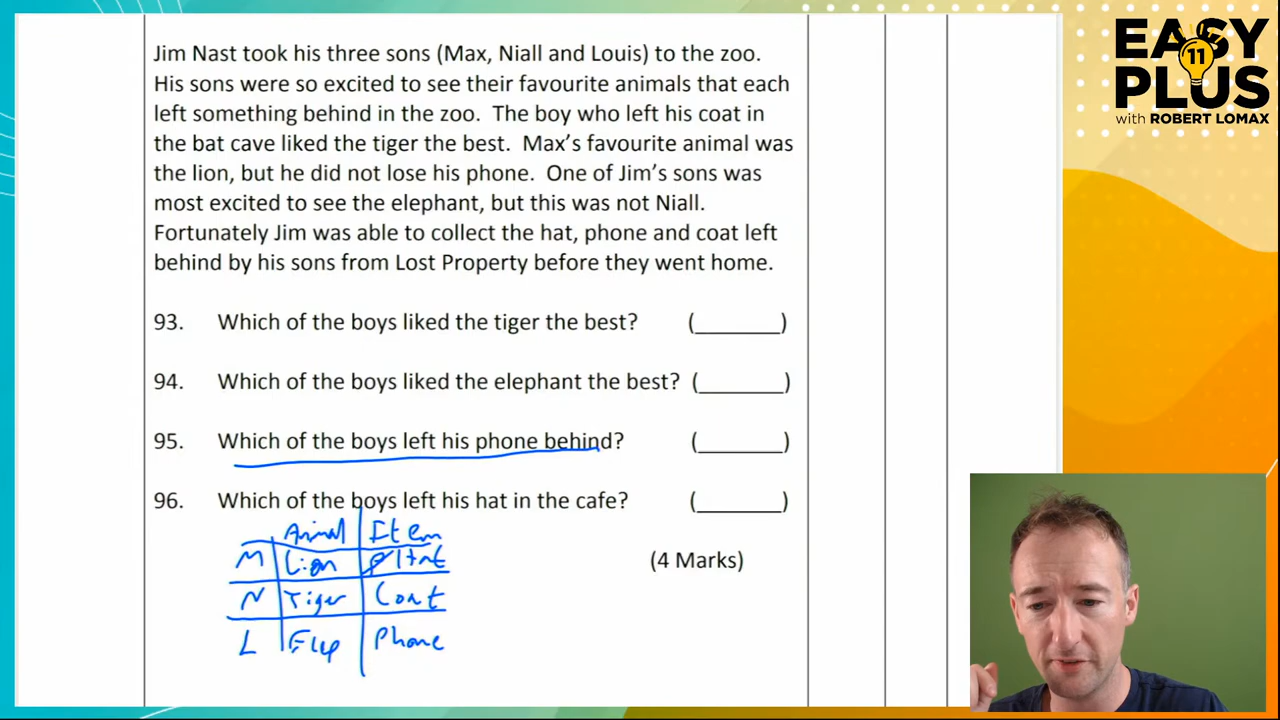 EASY
11
PLUS
with ROBERT LOMAX
Jim Nast took his three sons (Max, Niall and Louis) to the zoo.
His sons were so excited to see their favourite animals that each
left something behind in the zoo. The boy who left his coat in
the bat cave liked the tiger the best. Max's favourite animal was
the lion, but he did not lose his phone. One of Jim's sons was
most excited to see the elephant, but this was not Niall.
Fortunately Jim was able to collect the hat, phone and coat left
behind by his sons from Lost Property before they went home.
93. Which of the boys liked the tiger the best? (_______)
94. Which of the boys liked the elephant the best? (_______)
95. Which of the boys left his phone behind? (_______)
96. Which of the boys left his hat in the cafe? (_______)
Animal Item
M Lion Hat
N Tiger Coat
L Elep Phone
(4 Marks)